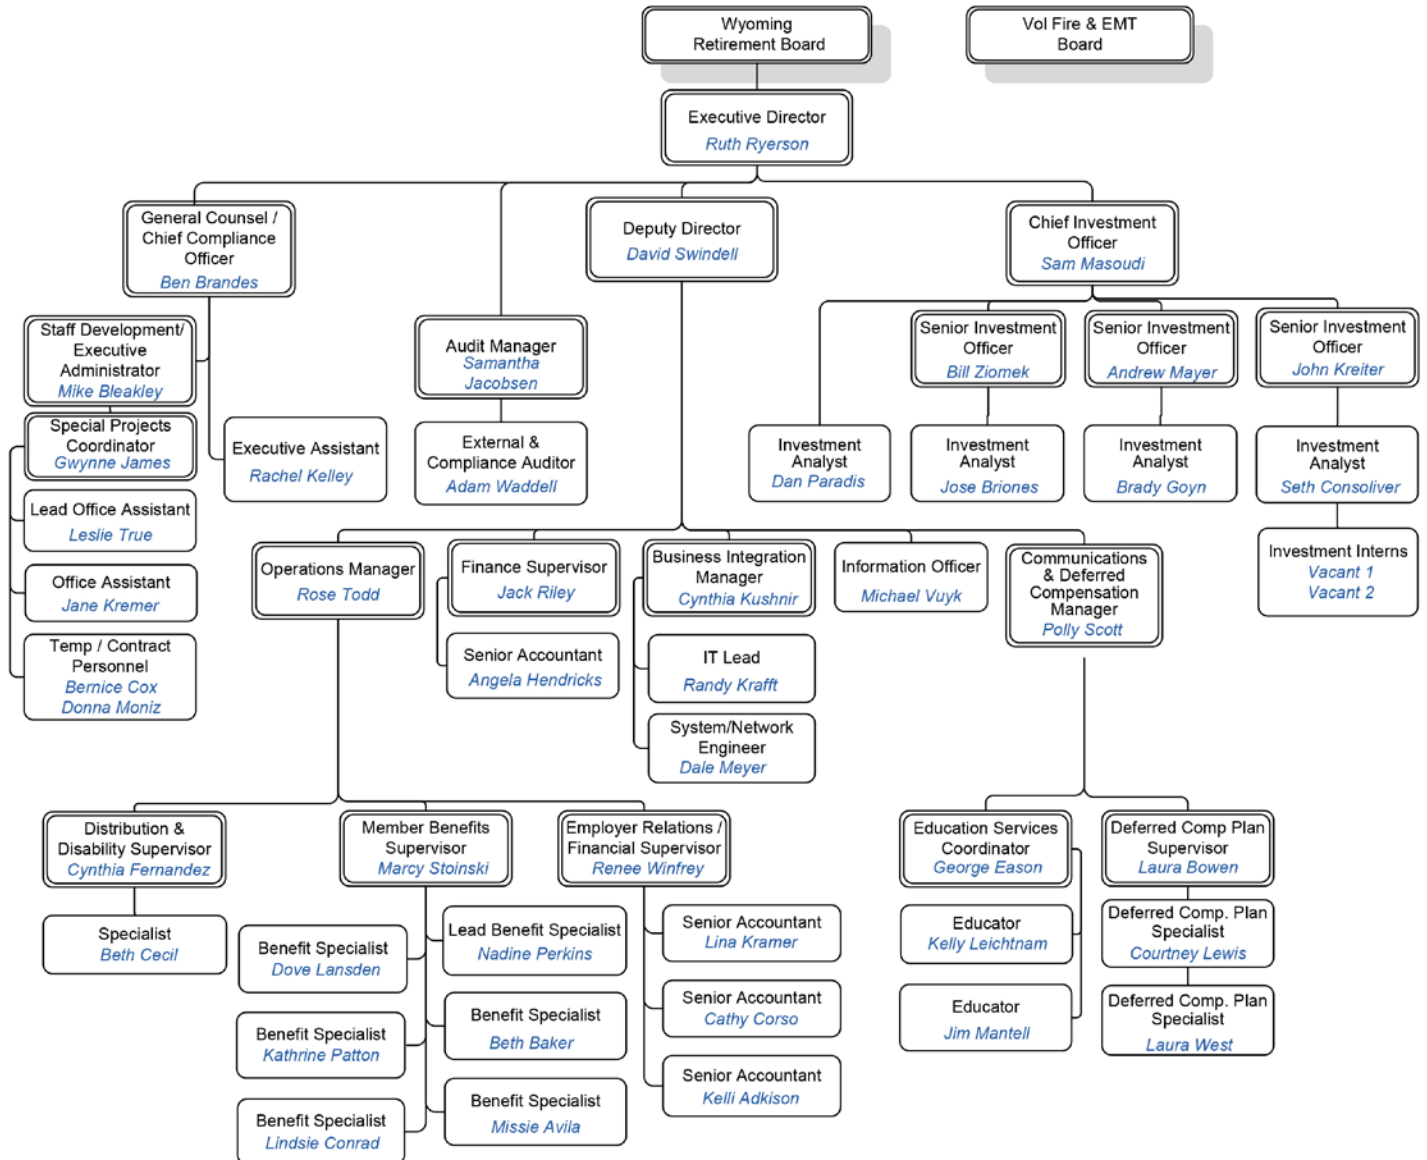 Wyoming
Retirement Board
Vol Fire & EMT
Board
Executive Director
Ruth Ryerson
General Counsel /
Chief Compliance
Officer
Ben Brandes
Deputy Director
David Swindell
Chief Investment
Officer
Sam Masoudi
Staff Development/
Executive
Administrator
Mike Bleakley
Audit Manager
Samantha
Jacobsen
Senior Investment
Officer
Bill Ziomek
Senior Investment
Officer
Andrew Mayer
Senior Investment
Officer
John Kreiter
Special Projects
Coordinator
Gwynne James
Executive Assistant
Rachel Kelley
External &
Compliance Auditor
Adam Waddell
Investment
Analyst
Dan Paradis
Investment
Analyst
Jose Briones
Investment
Analyst
Brady Goyn
Investment
Analyst
Seth Consoliver
Lead Office Assistant
Leslie True
Office Assistant
Jane Kremer
Temp / Contract
Personnel
Bernice Cox
Donna Moniz
Operations Manager
Rose Todd
Finance Supervisor
Jack Riley
Business Integration
Manager
Cynthia Kushnir
Information Officer
Michael Vuyk
Communications
& Deferred
Compensation
Manager
Polly Scott
Investment Interns
Vacant 1
Vacant 2
Senior Accountant
Angela Hendricks
IT Lead
Randy Krafft
System/Network
Engineer
Dale Meyer
Distribution &
Disability Supervisor
Cynthia Fernandez
Member Benefits
Supervisor
Marcy Stoinski
Employer Relations /
Financial Supervisor
Renee Winfrey
Education Services
Coordinator
George Eason
Deferred Comp Plan
Supervisor
Laura Bowen
Specialist
Beth Cecil
Benefit Specialist
Dove Lansden
Lead Benefit Specialist
Nadine Perkins
Senior Accountant
Lina Kramer
Educator
Kelly Leichtnam
Deferred Comp. Plan
Specialist
Courtney Lewis
Benefit Specialist
Kathrine Patton
Benefit Specialist
Beth Baker
Senior Accountant
Cathy Corso
Educator
Jim Mantell
Deferred Comp. Plan
Specialist
Laura West
Benefit Specialist
Lindsie Conrad
Benefit Specialist
Missie Avila
Senior Accountant
Kelli Adkison